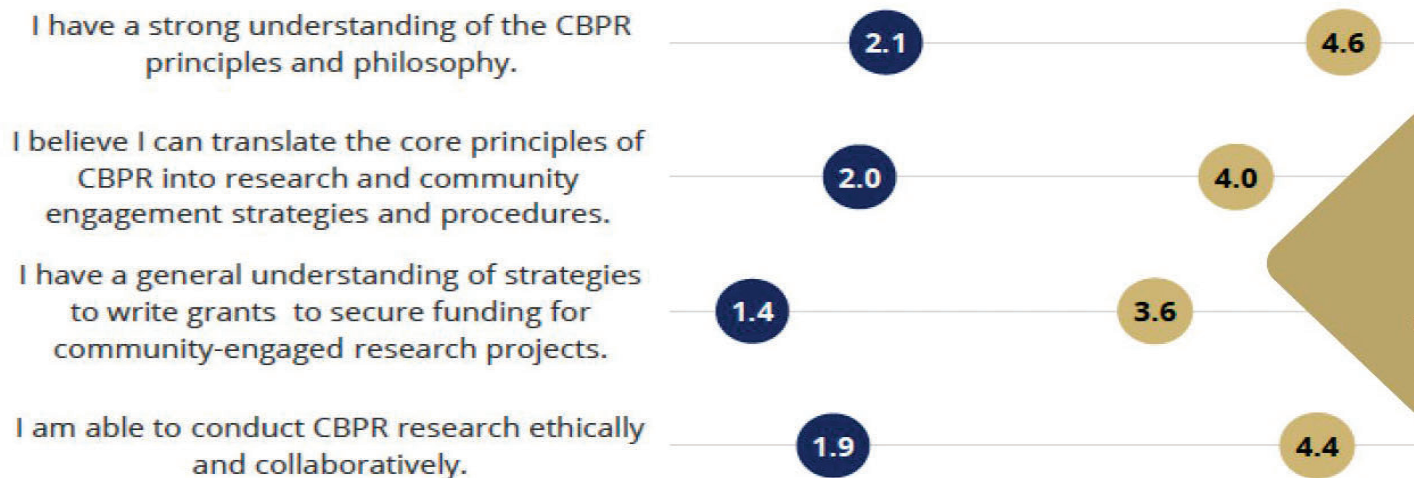 I have a strong understanding of the CBPR
principles and philosophy.
2.1
4.6
I believe I can translate the core principles of
CBPR into research and community
engagement strategies and procedures.
2.0
4.0
I have a general understanding of strategies
to write grants to secure funding for
community-engaged research projects.
1.4
3.6
I am able to conduct CBPR research ethically
and collaboratively.
1.9
4.4